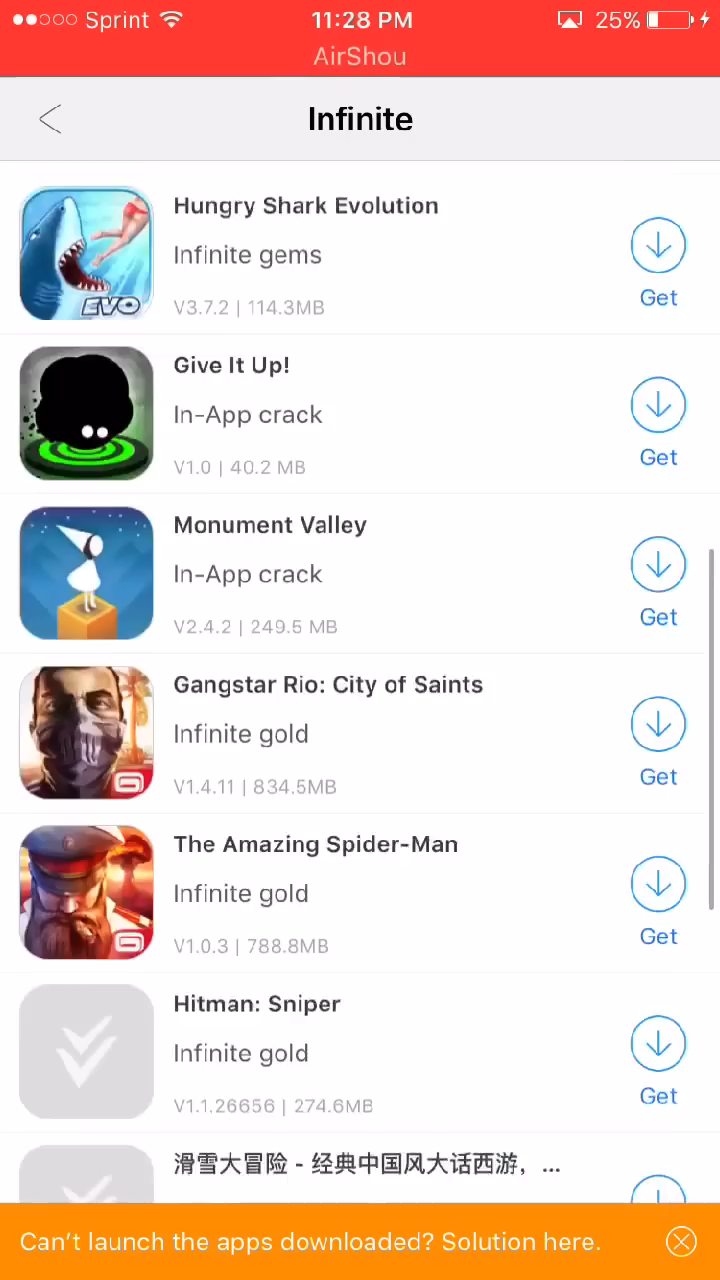 Sprint 11:28 PM 25%
AirShou
Infinite
Hungry Shark Evolution
Infinite gems
EVO
V3.7.2 | 114.3MB
Get
Give It Up!
In-App crack
V1.0 | 40.2 MB
Get
Monument Valley
In-App crack
V2.4.2 | 249.5 MB
Get
Gangstar Rio: City of Saints
Infinite gold
V1.4.11 | 834.5MB
Get
The Amazing Spider-Man
Infinite gold
V1.0.3 | 788.8MB
Get
Hitman: Sniper
Infinite gold
V1.1.26656 | 274.6MB
Get
滑雪大冒险 - 经典中国风大话西游，...
Can't launch the apps downloaded? Solution here.